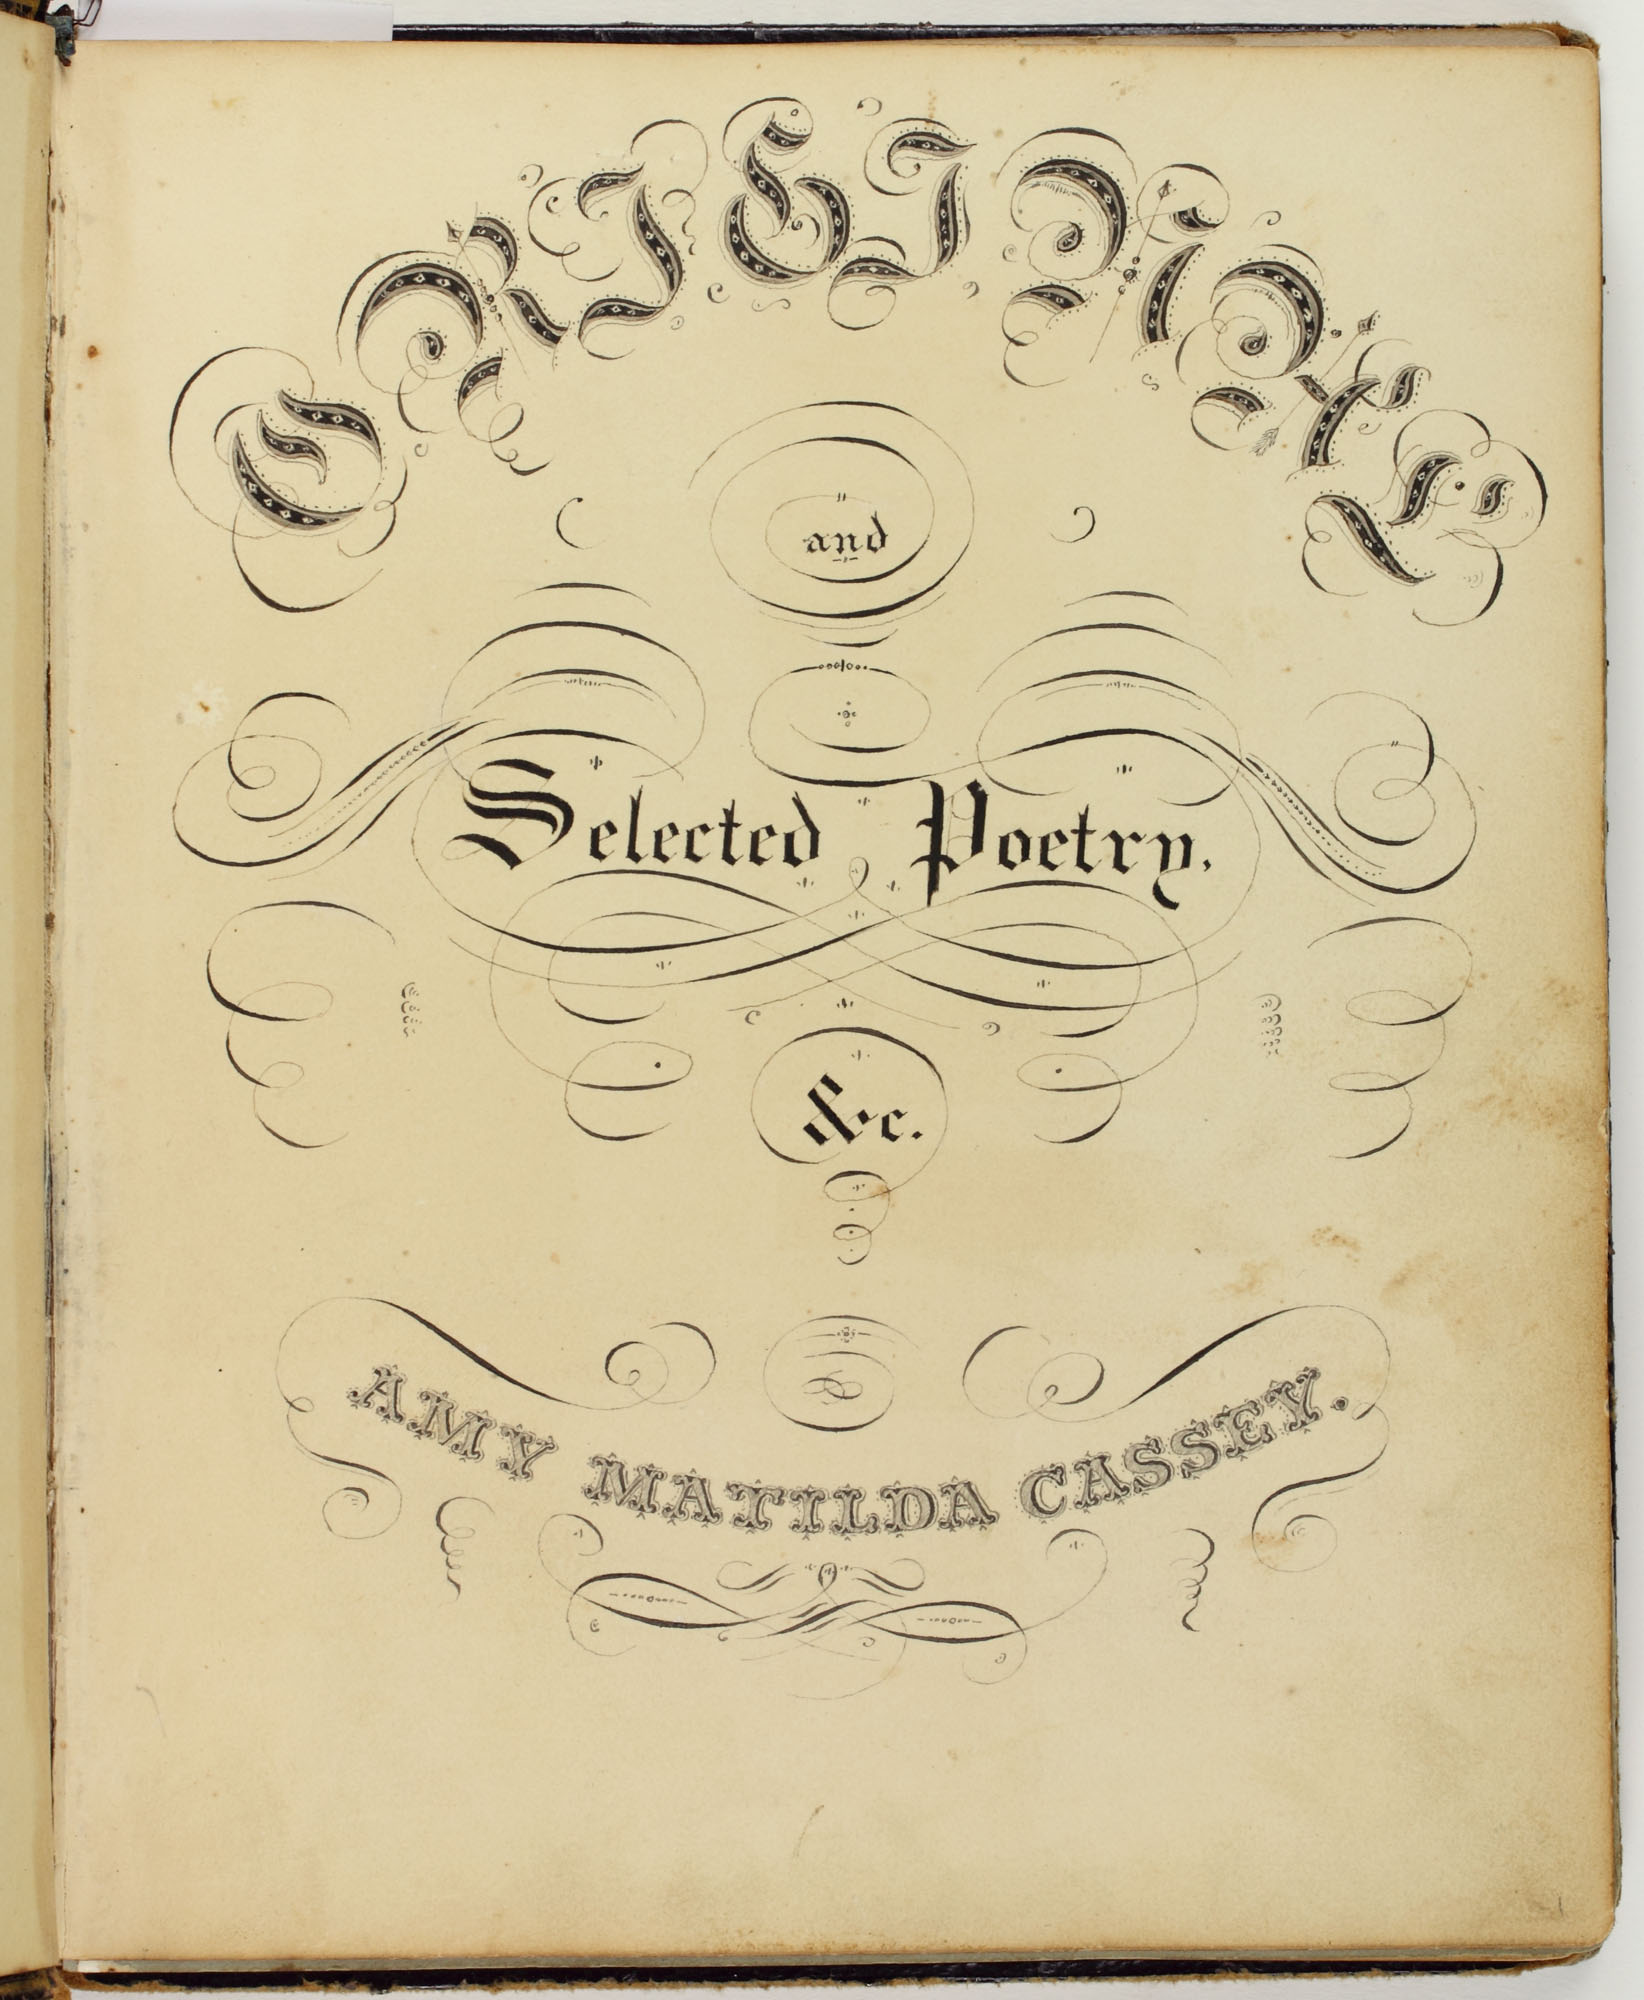 ORIGINAL
and
Selected Poetry.
&c.
AMY MATILDA CASSEY.